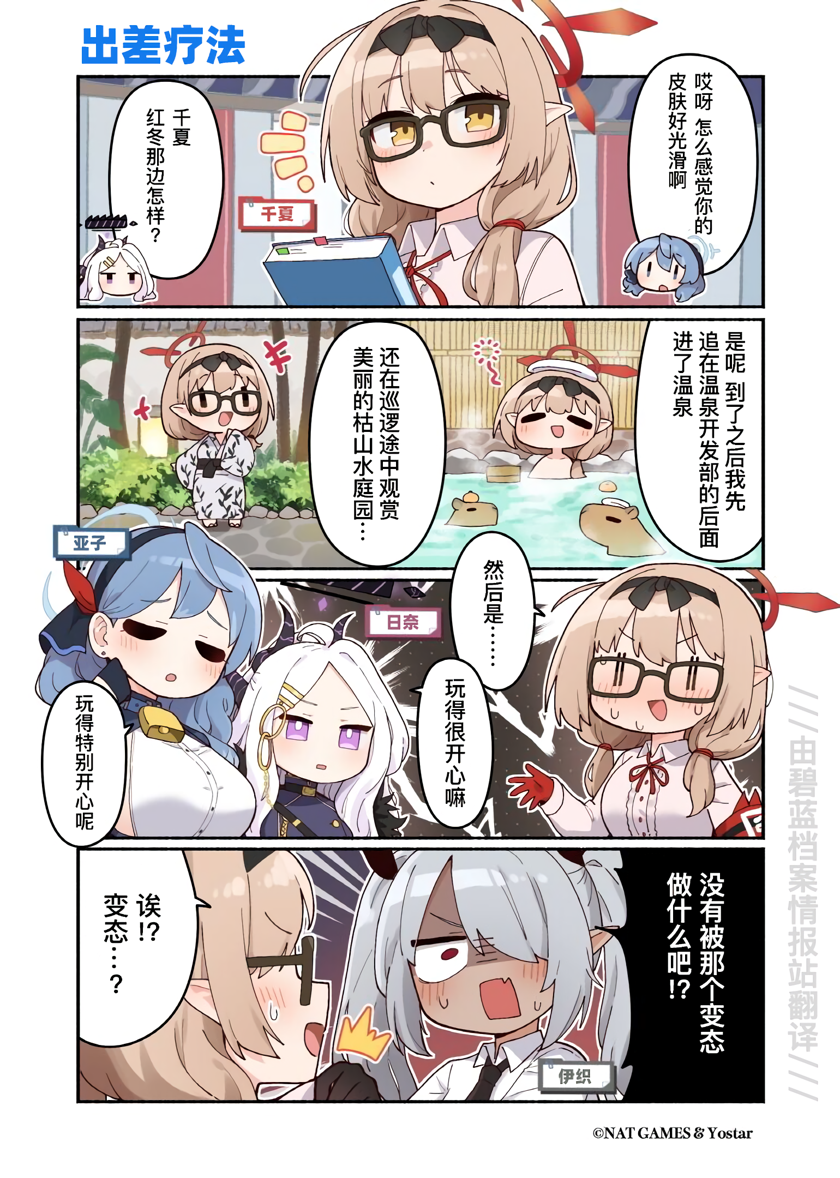 出差疗法
哎呀 怎么感觉你的
皮肤好光滑啊
千夏
千夏
红冬那边怎样？
是呢 到了之后我先
追在温泉开发部的后面
进了温泉
还在巡逻途中观赏
美丽的枯山水庭园…
亚子
日奈
然后是……
玩得很开心嘛
玩得特别开心呢
没有被那个变态
做什么吧!?
诶!?
变态…？
伊织
///由碧蓝档案情报站翻译///
©NAT GAMES & Yostar